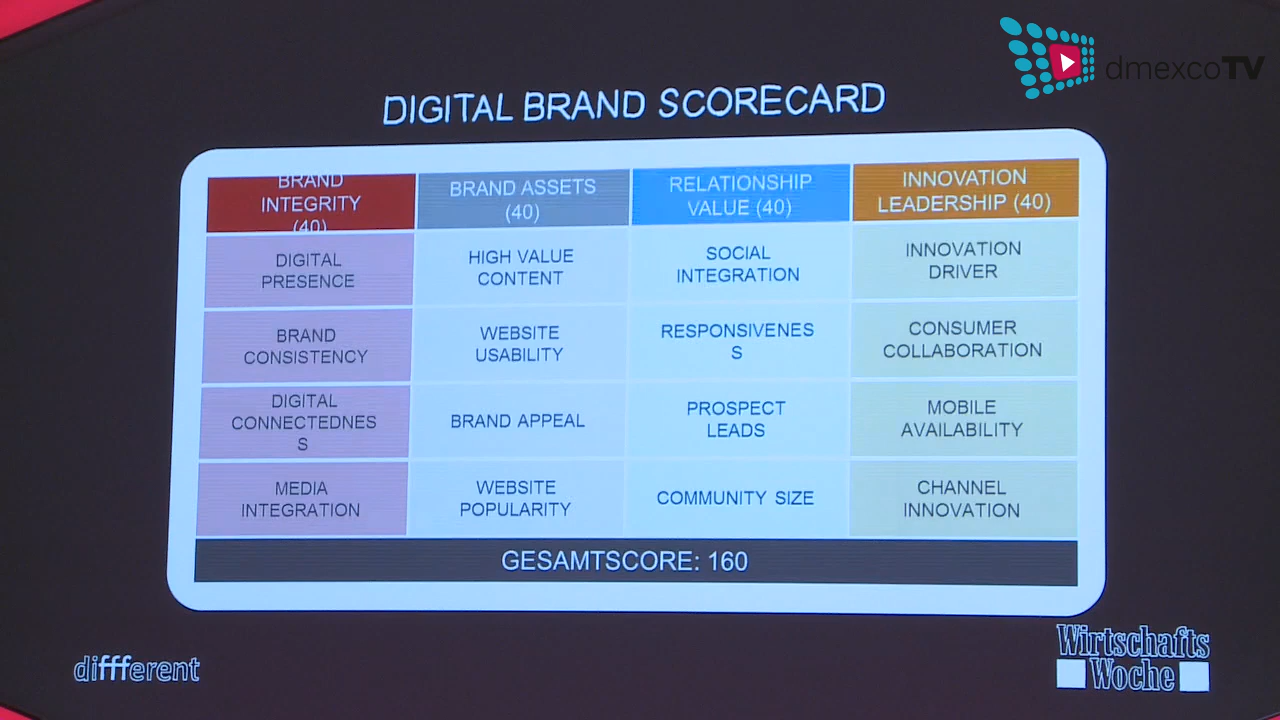 dmexcoTV
DIGITAL BRAND SCORECARD
BRAND
INTEGRITY
(40)
BRAND ASSETS
(40)
RELATIONSHIP
VALUE (40)
INNOVATION
LEADERSHIP (40)
DIGITAL
PRESENCE
HIGH VALUE
CONTENT
SOCIAL
INTEGRATION
INNOVATION
DRIVER
BRAND
CONSISTENCY
WEBSITE
USABILITY
RESPONSIVENES
S
CONSUMER
COLLABORATION
DIGITAL
CONNECTEDNES
S
BRAND APPEAL
PROSPECT
LEADS
MOBILE
AVAILABILITY
MEDIA
INTEGRATION
WEBSITE
POPULARITY
COMMUNITY SIZE
CHANNEL
INNOVATION
GESAMTSCORE: 160
diffferent
Wirtschafts
Woche